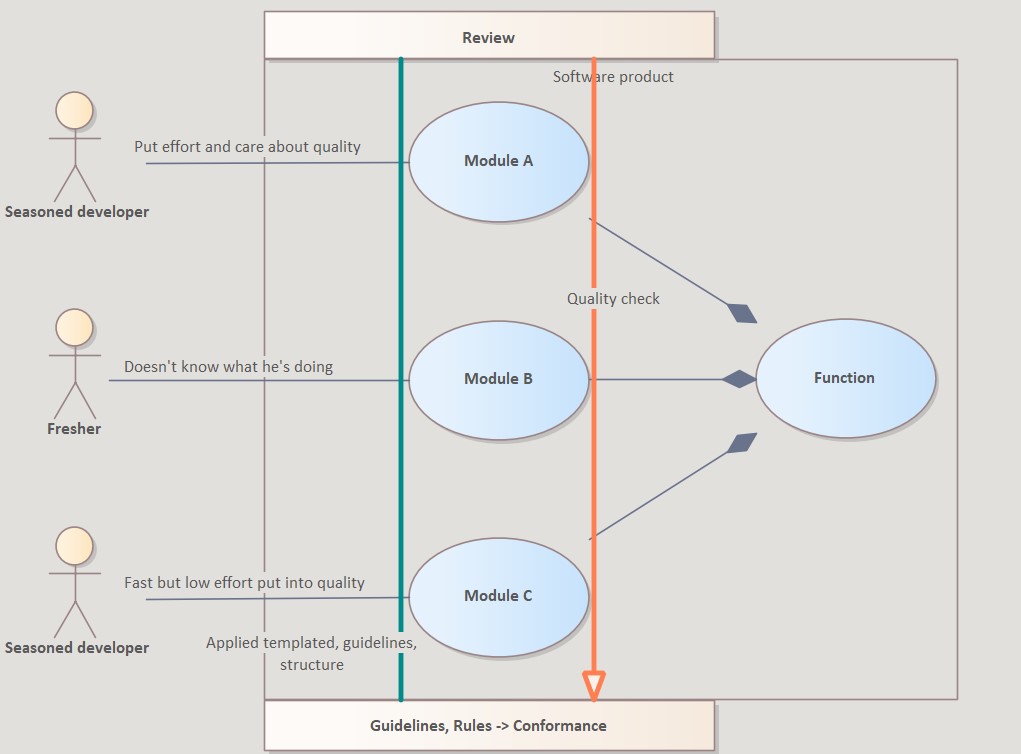 Review
Software product
Put effort and care about quality
Module A
Seasoned developer
Quality check
Doesn't know what he's doing
Module B
Function
Fresher
Fast but low effort put into quality
Module C
Seasoned developer
Applied templated, guidelines,
structure
Guidelines, Rules -> Conformance